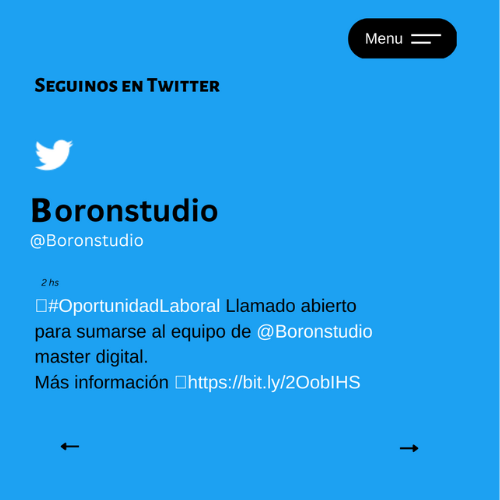 Menu
Seguinos en Twitter
Boronstudio
@Boronstudio
2 hs
#OportunidadLaboral Llamado abierto
para sumarse al equipo de @Boronstudio
master digital.
Más información https://bit.ly/2OobIHS